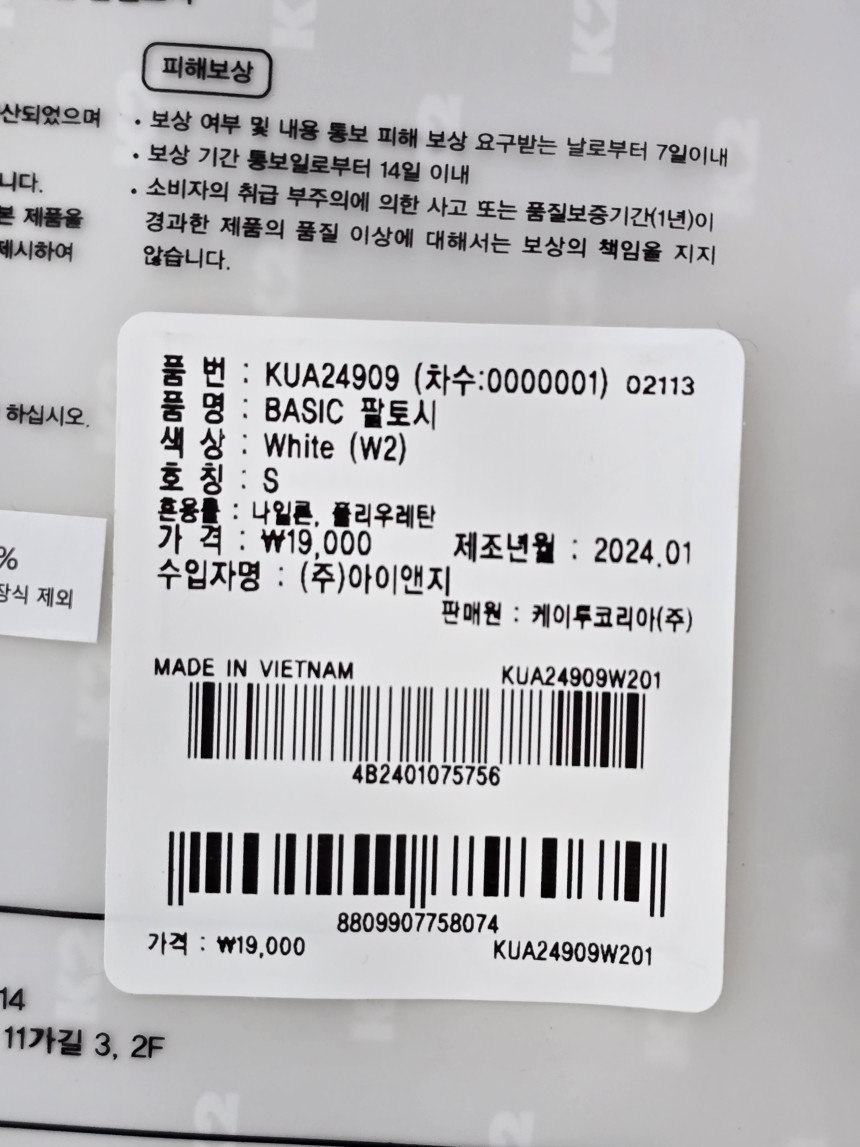 피해보상
산되었으며
• 보상 여부 및 내용 통보 피해 보상 요구받는 날로부터 7일이내
• 보상 기간 통보일로부터 14일 이내
니다.
• 소비자의 취급 부주의에 의한 사고 또는 품질보증기간(1년)이
본 제품을
경과한 제품의 품질 이상에 대해서는 보상의 책임을 지지
제시하여
않습니다.
하십시오.
%
장식 제외
품 번 : KUA24909 (차수:0000001) 02113
품 명 : BASIC 팔토시
색 상 : White (W2)
호 칭 : S
혼용률 : 나일론, 폴리우레탄
가 격 : ₩19,000 제조년월 : 2024.01
수입자명 : (주)아이앤지
판매원 : 케이투코리아(주)
MADE IN VIETNAM KUA24909W201
4B2401075756
8809907758074
가격 : ₩19,000 KUA24909W201
14
11가길 3, 2F
K2